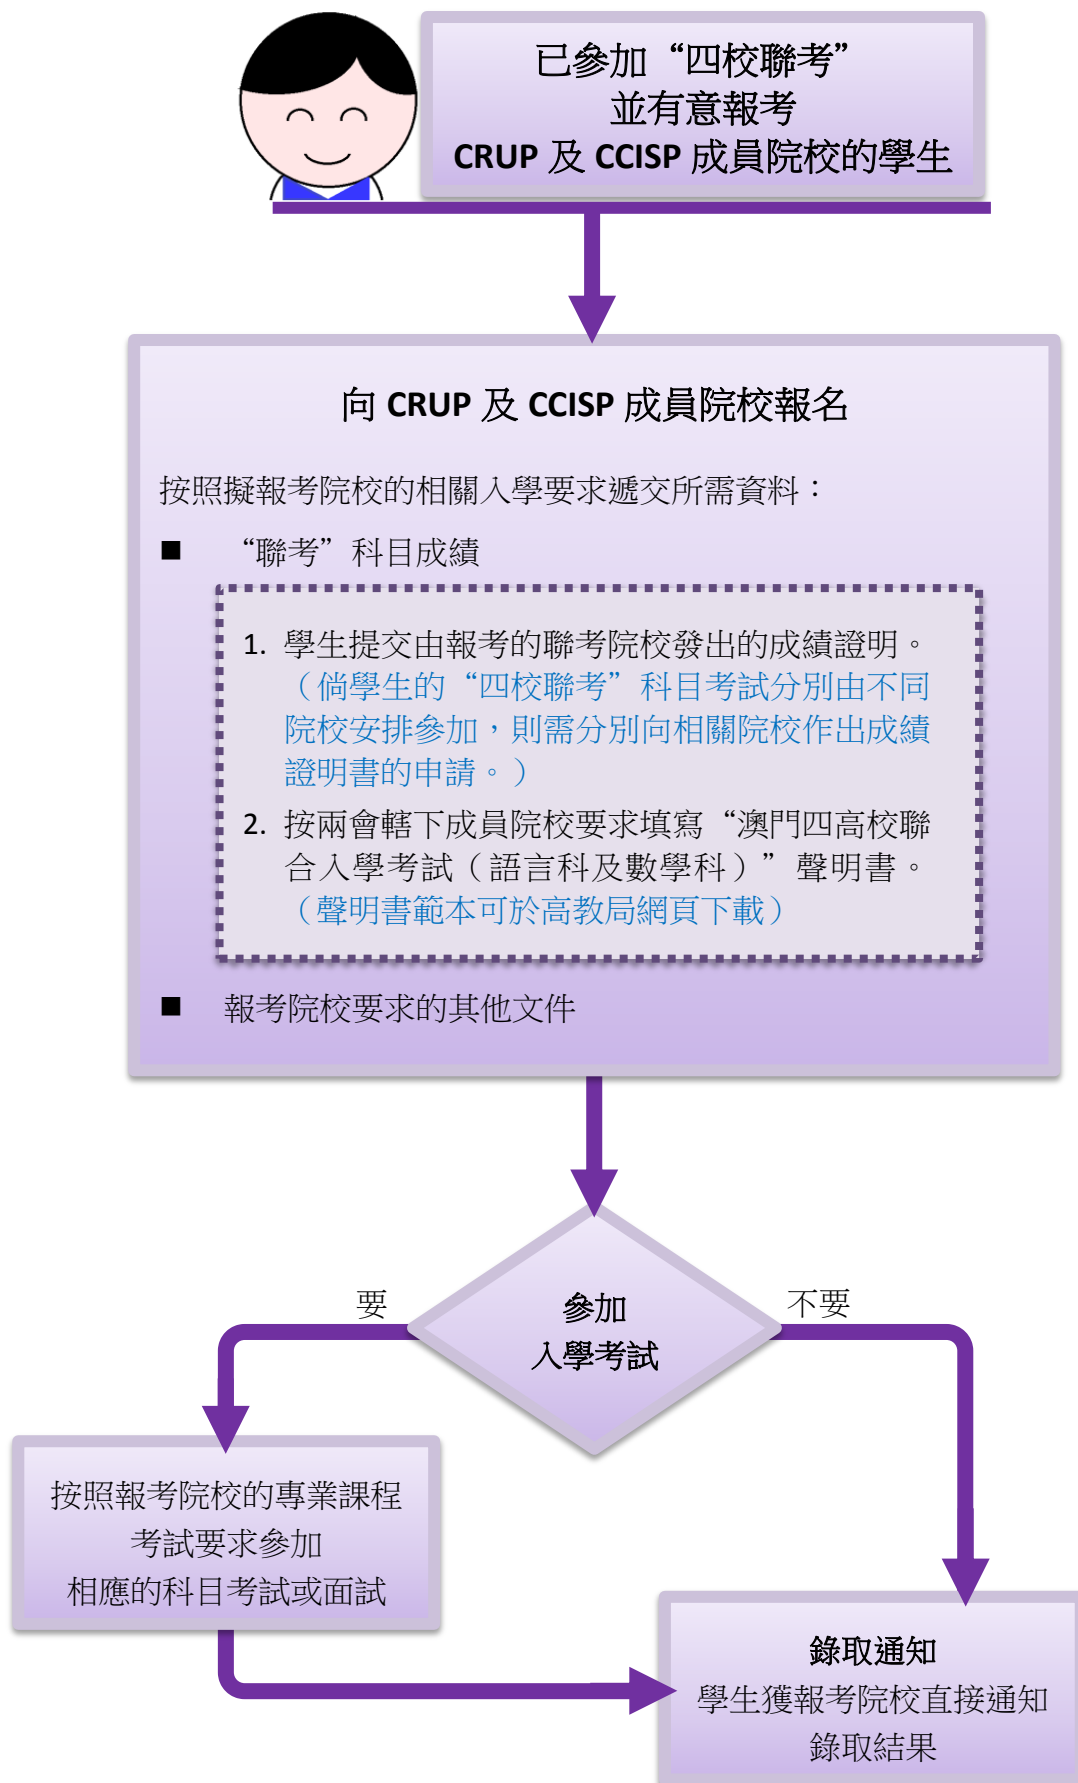 已參加“四校聯考”
並有意報考
CRUP 及 CCISP 成員院校的學生
向 CRUP 及 CCISP 成員院校報名
按照擬報考院校的相關入學要求遞交所需資料：
■ “聯考”科目成績
1. 學生提交由報考的聯考院校發出的成績證明。
（倘學生的“四校聯考”科目考試分別由不同
院校安排參加，則需分別向相關院校作出成績
證明書的申請。）
2. 按兩會轄下成員院校要求填寫“澳門四高校聯
合入學考試（語言科及數學科）”聲明書。
（聲明書範本可於高教局網頁下載）
■ 報考院校要求的其他文件
參加
入學考試
要
不要
按照報考院校的專業課程
考試要求參加
相應的科目考試或面試
錄取通知
學生獲報考院校直接通知
錄取結果